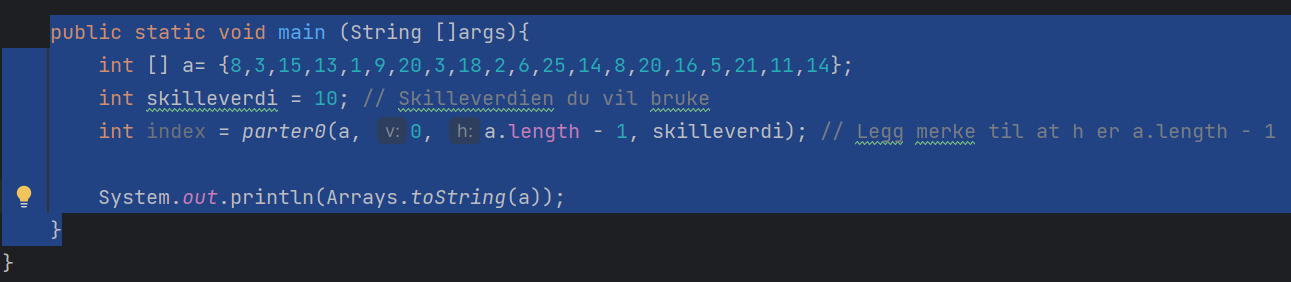 public static void main (String []args){
int [] a= {8,3,15,13,1,9,20,3,18,2,6,25,14,8,20,16,5,21,11,14};
int skilleverdi = 10; // Skilleverdien du vil bruke
int index = parter0(a, v: 0, h: a.length - 1, skilleverdi); // Legg merke til at h er a.length - 1
System.out.println(Arrays.toString(a));
}
}